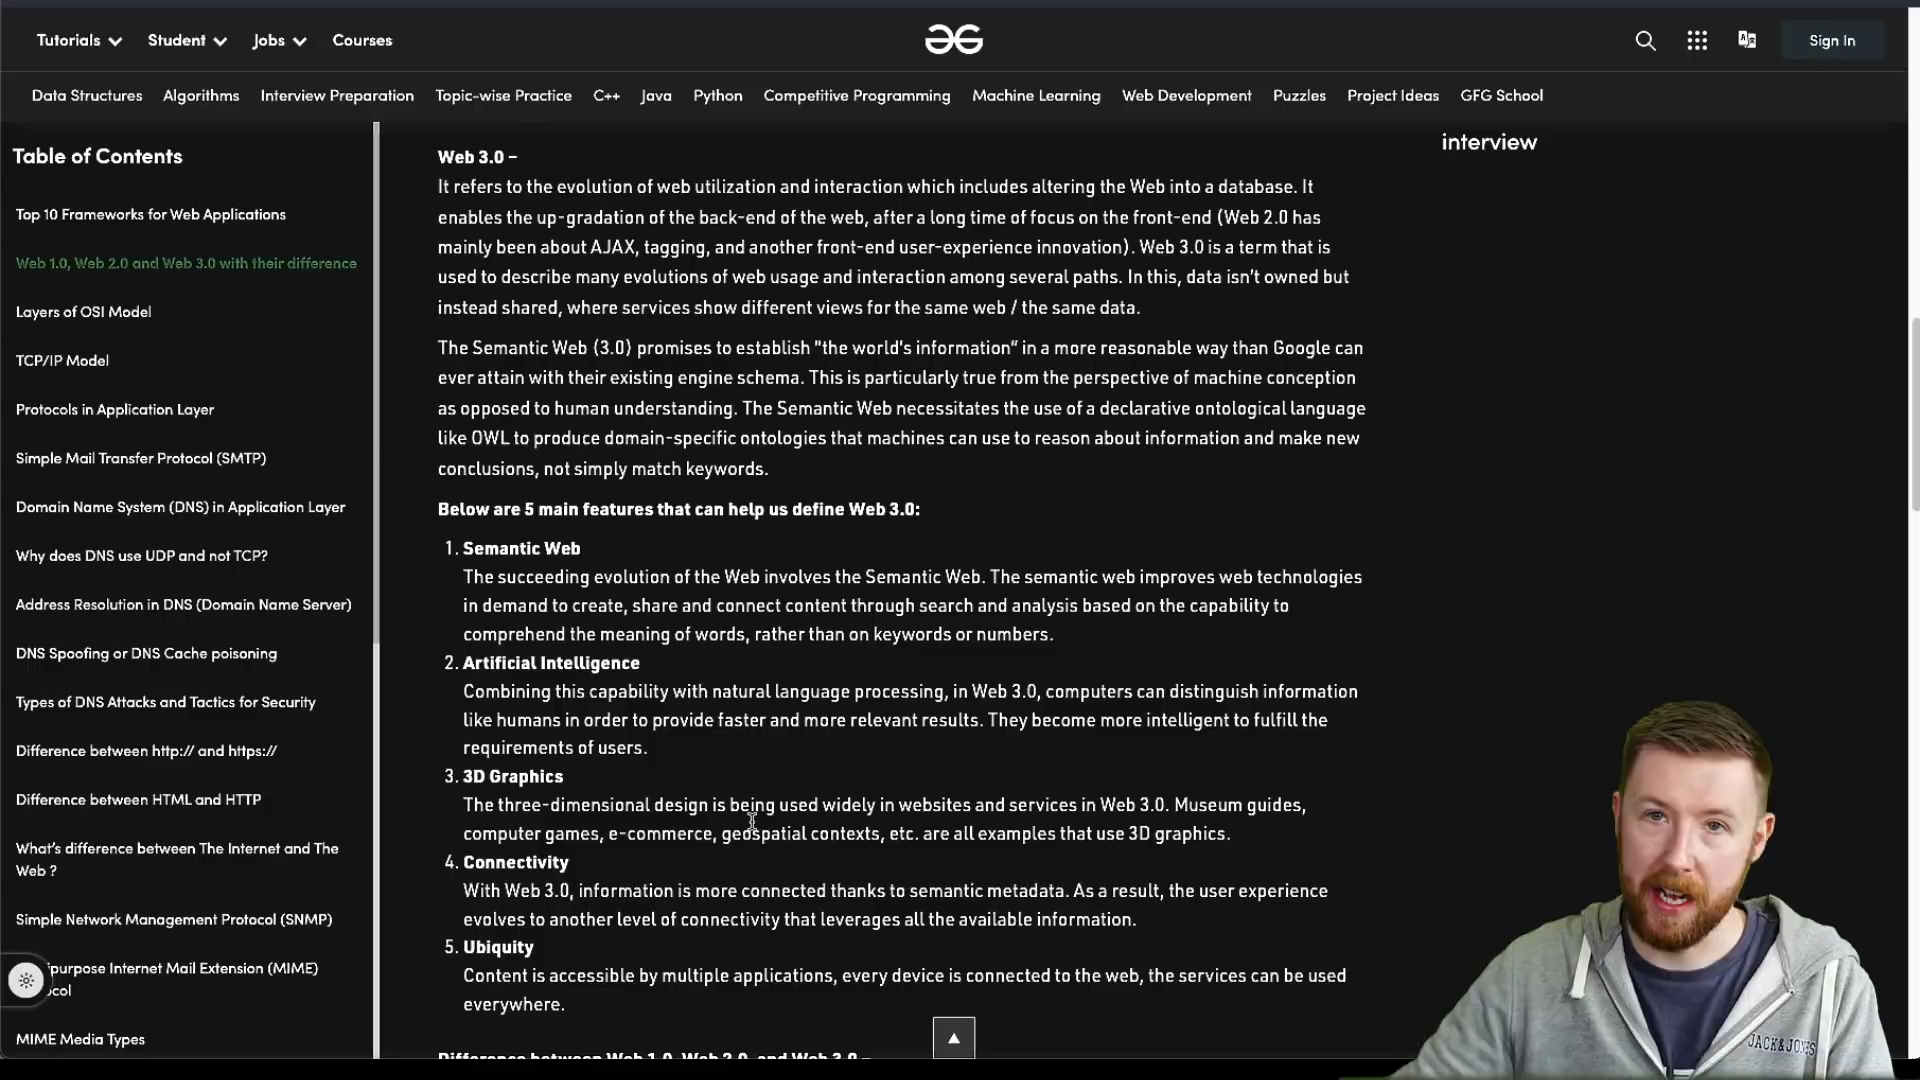 Tutorials
Student
Jobs
Courses
Sign In
Data Structures
Algorithms
Interview Preparation
Topic-wise Practice
C++
Java
Python
Competitive Programming
Machine Learning
Web Development
Puzzles
Project Ideas
GFG School
Table of Contents
Top 10 Frameworks for Web Applications
Web 1.0, Web 2.0 and Web 3.0 with their difference
Layers of OSI Model
TCP/IP Model
Protocols in Application Layer
Simple Mail Transfer Protocol (SMTP)
Domain Name System (DNS) in Application Layer
Why does DNS use UDP and not TCP?
Address Resolution in DNS (Domain Name Server)
DNS Spoofing or DNS Cache poisoning
Types of DNS Attacks and Tactics for Security
Difference between http:// and https://
Difference between HTML and HTTP
What's difference between The Internet and The
Web ?
Simple Network Management Protocol (SNMP)
purpose Internet Mail Extension (MIME)
MIME Media Types
Web 3.0 –
It refers to the evolution of web utilization and interaction which includes altering the Web into a database. It
enables the up-gradation of the back-end of the web, after a long time of focus on the front-end (Web 2.0 has
mainly been about AJAX, tagging, and another front-end user-experience innovation). Web 3.0 is a term that is
used to describe many evolutions of web usage and interaction among several paths. In this, data isn't owned but
instead shared, where services show different views for the same web / the same data.
The Semantic Web (3.0) promises to establish "the world's information" in a more reasonable way than Google can
ever attain with their existing engine schema. This is particularly true from the perspective of machine conception
as opposed to human understanding. The Semantic Web necessitates the use of a declarative ontological language
like OWL to produce domain-specific ontologies that machines can use to reason about information and make new
conclusions, not simply match keywords.
Below are 5 main features that can help us define Web 3.0:
1. Semantic Web
The succeeding evolution of the Web involves the Semantic Web. The semantic web improves web technologies
in demand to create, share and connect content through search and analysis based on the capability to
comprehend the meaning of words, rather than on keywords or numbers.
2. Artificial Intelligence
Combining this capability with natural language processing, in Web 3.0, computers can distinguish information
like humans in order to provide faster and more relevant results. They become more intelligent to fulfill the
requirements of users.
3. 3D Graphics
The three-dimensional design is being used widely in websites and services in Web 3.0. Museum guides,
computer games, e-commerce, geospatial contexts, etc. are all examples that use 3D graphics.
4. Connectivity
With Web 3.0, information is more connected thanks to semantic metadata. As a result, the user experience
evolves to another level of connectivity that leverages all the available information.
5. Ubiquity
Content is accessible by multiple applications, every device is connected to the web, the services can be used
everywhere.
Difference between Web 1.0, Web 2.0, and Web 3.0 –
interview
JACK&JONES